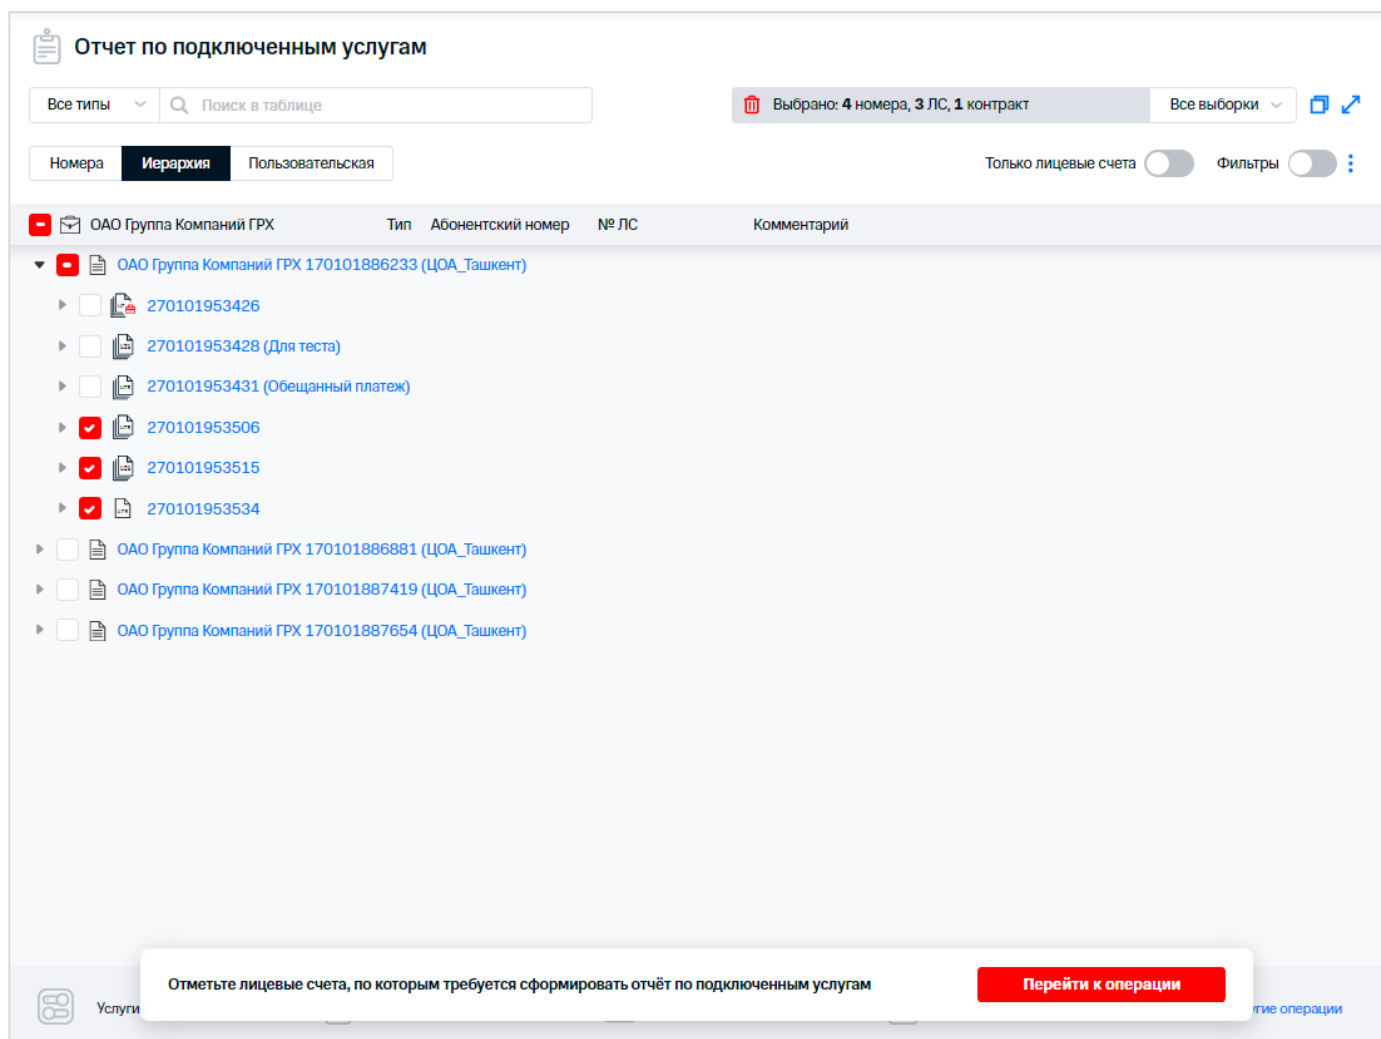 Отчет по подключенным услугам
Все типы Поиск в таблице Выбрано: 4 номера, 3 ЛС, 1 контракт Все выборки
Номера Иерархия Пользовательская Только лицевые счета Фильтры
ОАО Группа Компаний ГРХ Тип Абонентский номер № ЛС Комментарий
ОАО Группа Компаний ГРХ 170101886233 (ЦОА_Ташкент)
270101953426
270101953428 (Для теста)
270101953431 (Обещанный платеж)
270101953506
270101953515
270101953534
ОАО Группа Компаний ГРХ 170101886881 (ЦОА_Ташкент)
ОАО Группа Компаний ГРХ 170101887419 (ЦОА_Ташкент)
ОАО Группа Компаний ГРХ 170101887654 (ЦОА_Ташкент)
Отметьте лицевые счета, по которым требуется сформировать отчёт по подключенным услугам Перейти к операции
Услуги операции